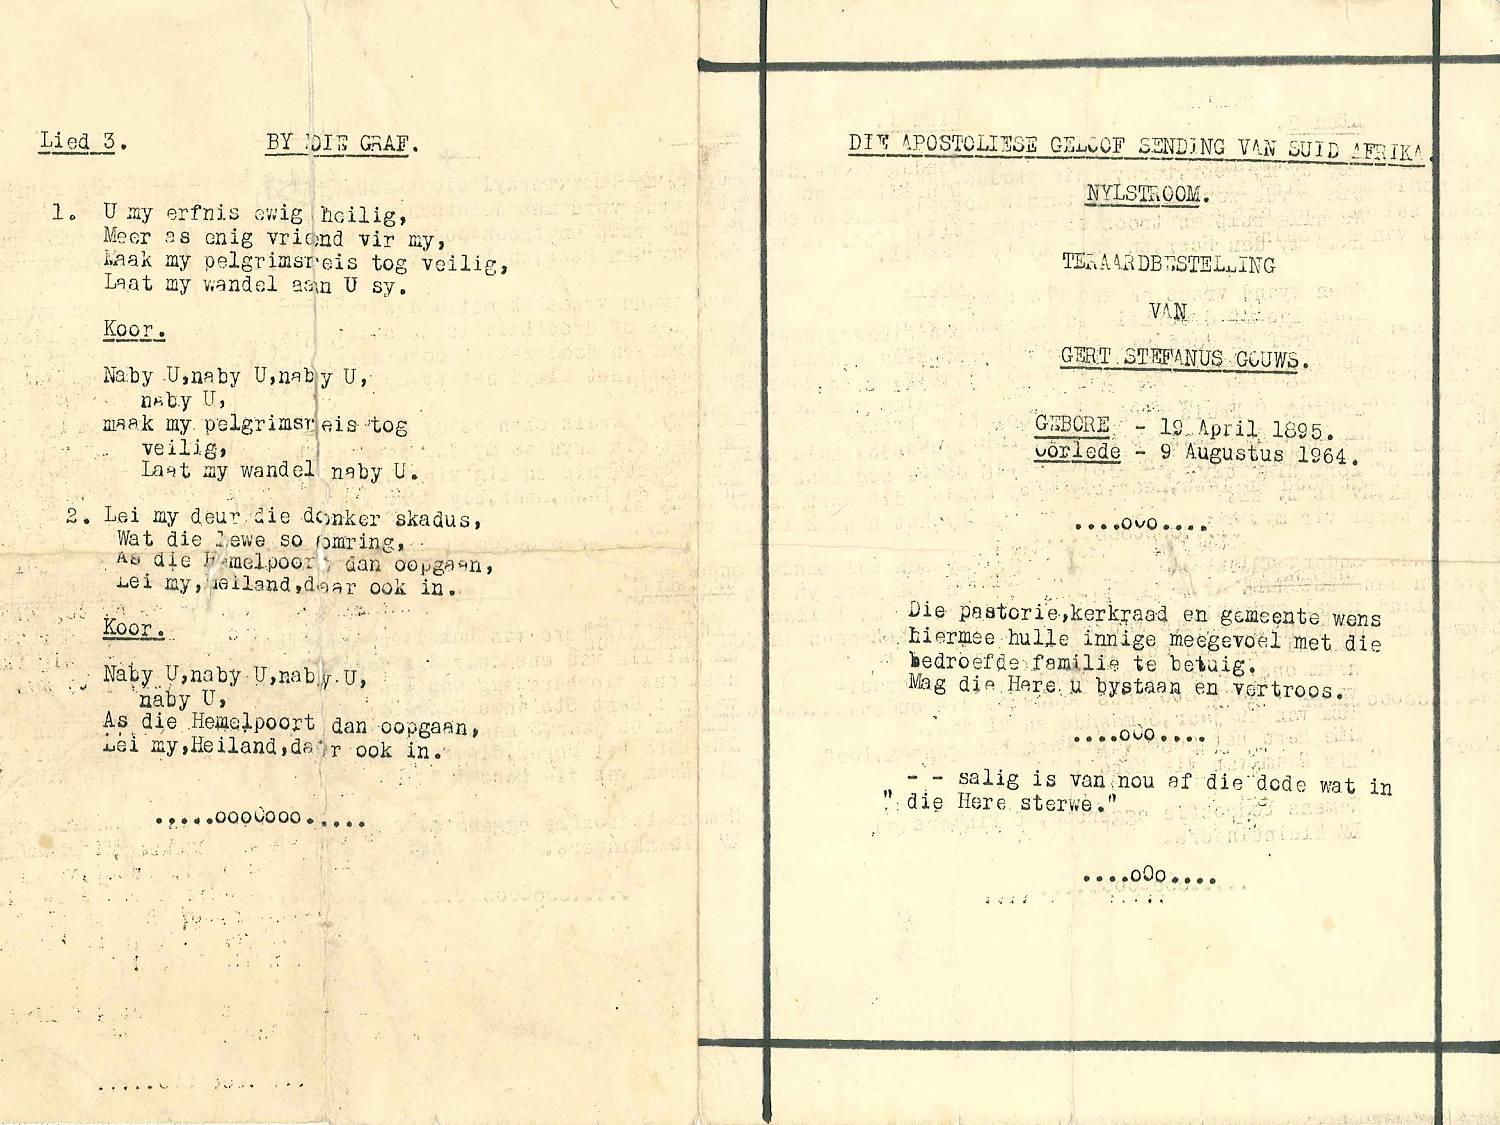 Lied 3. BY DIE GRAF.
1. U my erfnis ewig heilig,
Meer as enig vriend vir my,
Maak my pelgrimsreis tog veilig,
Laat my wandel aan U sy.
Koor.
Naby U,naby U,naby U,
naby U,
maak my pelgrimsreis tog
veilig,
Laat my wandel naby U.
2. Lei my deur die donker skadus,
Wat die lewe so omring,
As die Hemelpoort dan oopgaan,
Lei my,Heiland,daar ook in.
Koor.
Naby U,naby U,naby U,
naby U,
As die Hemelpoort dan oopgaan,
Lei my,Heiland,daar ook in.
.....oooOooo.....
DIE APOSTOLIESE GELOOF SENDING VAN SUID AFRIKA.
NYLSTROOM.
TERAARDBESTELLING
VAN
GERT STEFANUS GOUWS.
GEBORE - 19 April 1895.
oorlede - 9 Augustus 1964.
....oOo....
Die pastorie,kerkraad en gemeente wens
hiermee hulle innige meegevoel met die
bedroefde familie te betuig.
Mag die Here u bystaan en vertroos.
....oOo....
- - salig is van nou af die dode wat in
" die Here sterwe."
....oOo....